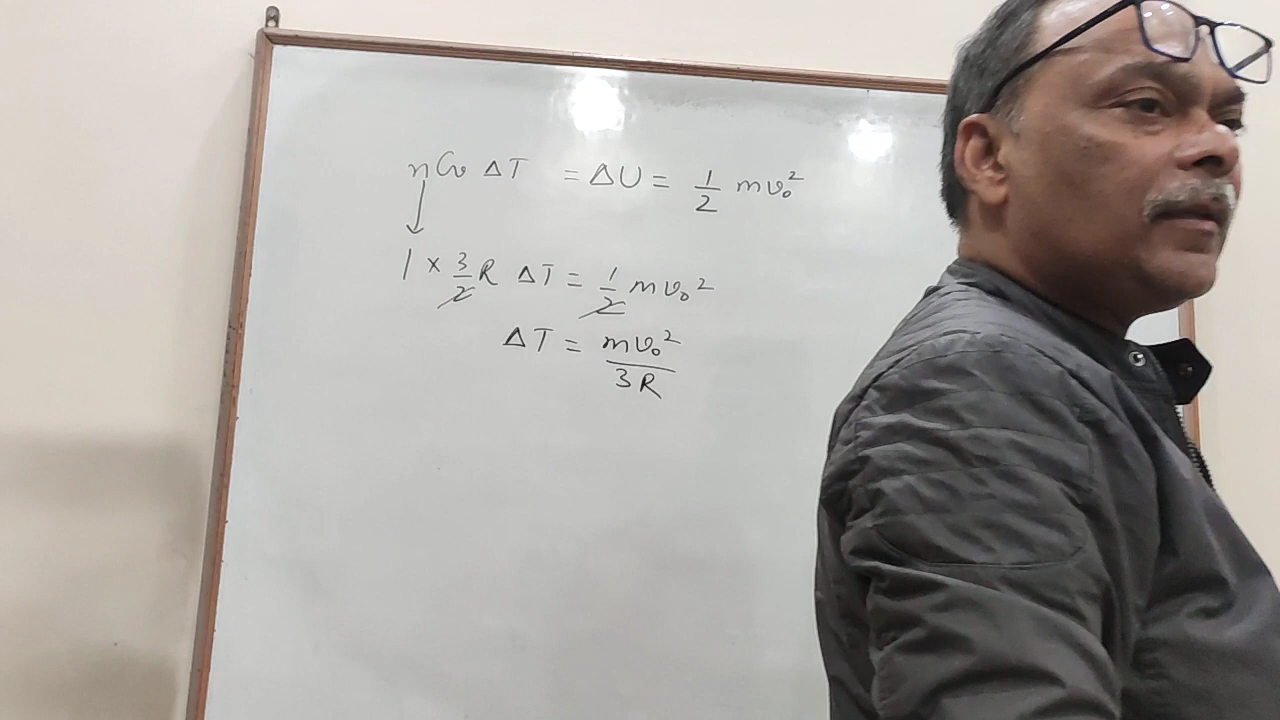 nCv ΔT = ΔU = 1/2 mv₀²
1 × 3/2 R ΔT = 1/2 mv₀²
ΔT = mv₀²/3R